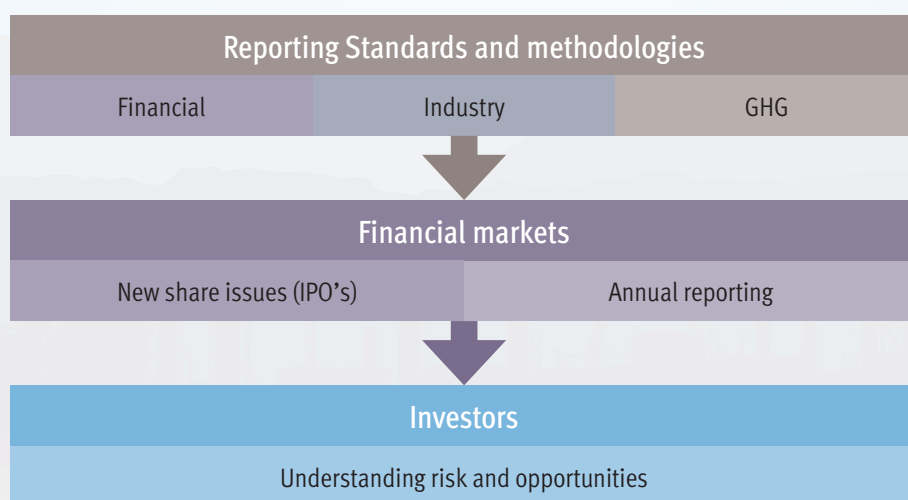 Reporting Standards and methodologies
Financial
Industry
GHG
Financial markets
New share issues (IPO’s)
Annual reporting
Investors
Understanding risk and opportunities